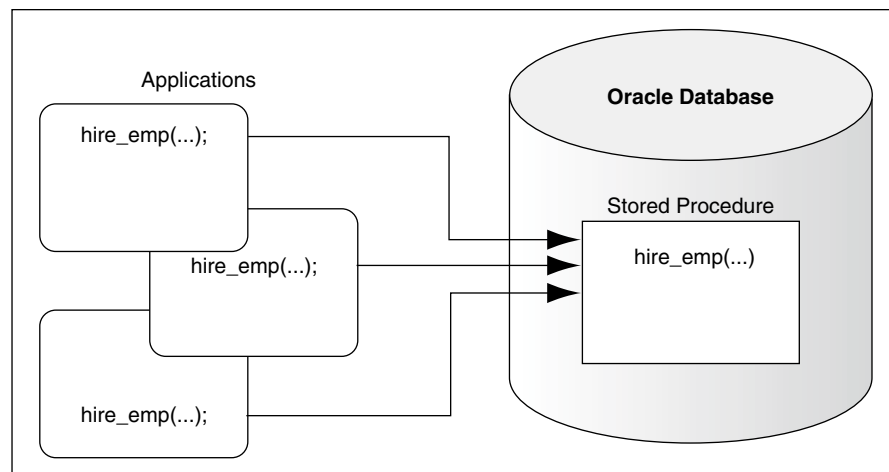 Applications
hire_emp(...);
hire_emp(...);
hire_emp(...);
Oracle Database
Stored Procedure
hire_emp(...)